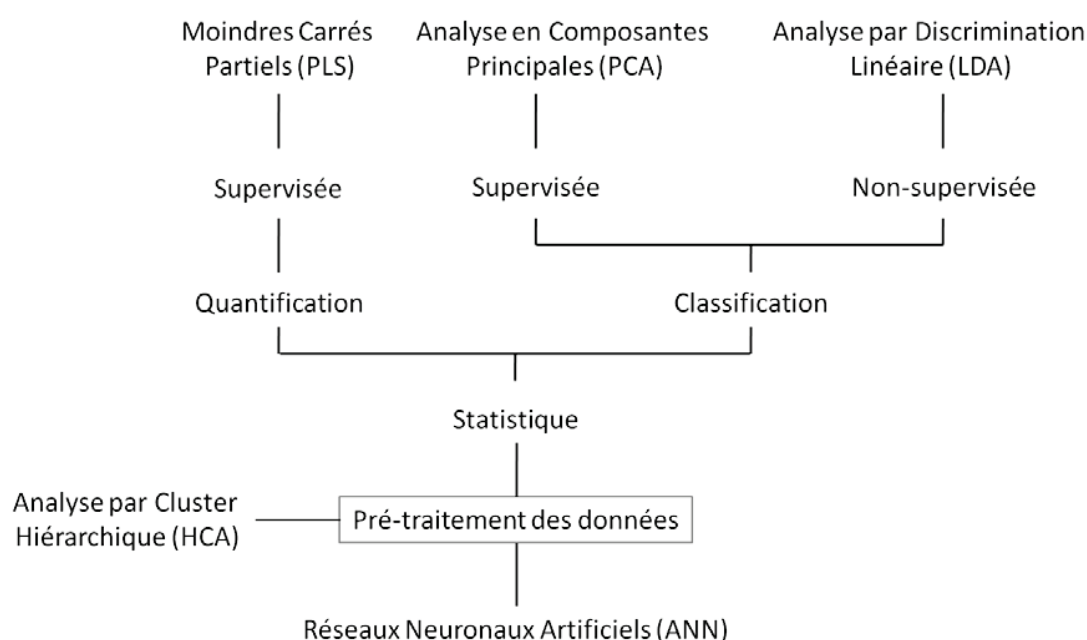 Moindres Carrés
Partiels (PLS)
Analyse en Composantes
Principales (PCA)
Analyse par Discrimination
Linéaire (LDA)
Supervisée
Supervisée
Non-supervisée
Quantification
Classification
Statistique
Analyse par Cluster
Hiérarchique (HCA)
Pré-traitement des données
Réseaux Neuronaux Artificiels (ANN)